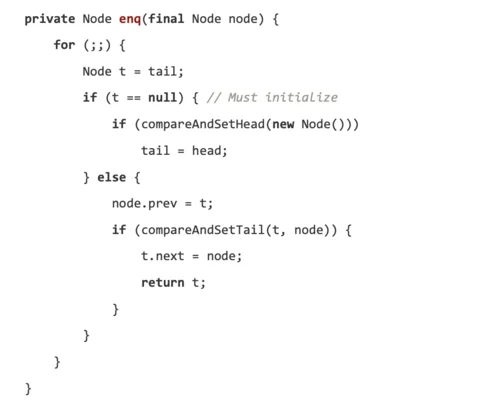 private Node enq(final Node node) {
    for (;;) {
        Node t = tail;
        if (t == null) { // Must initialize
            if (compareAndSetHead(new Node()))
                tail = head;
        } else {
            node.prev = t;
            if (compareAndSetTail(t, node)) {
                t.next = node;
                return t;
            }
        }
    }
}